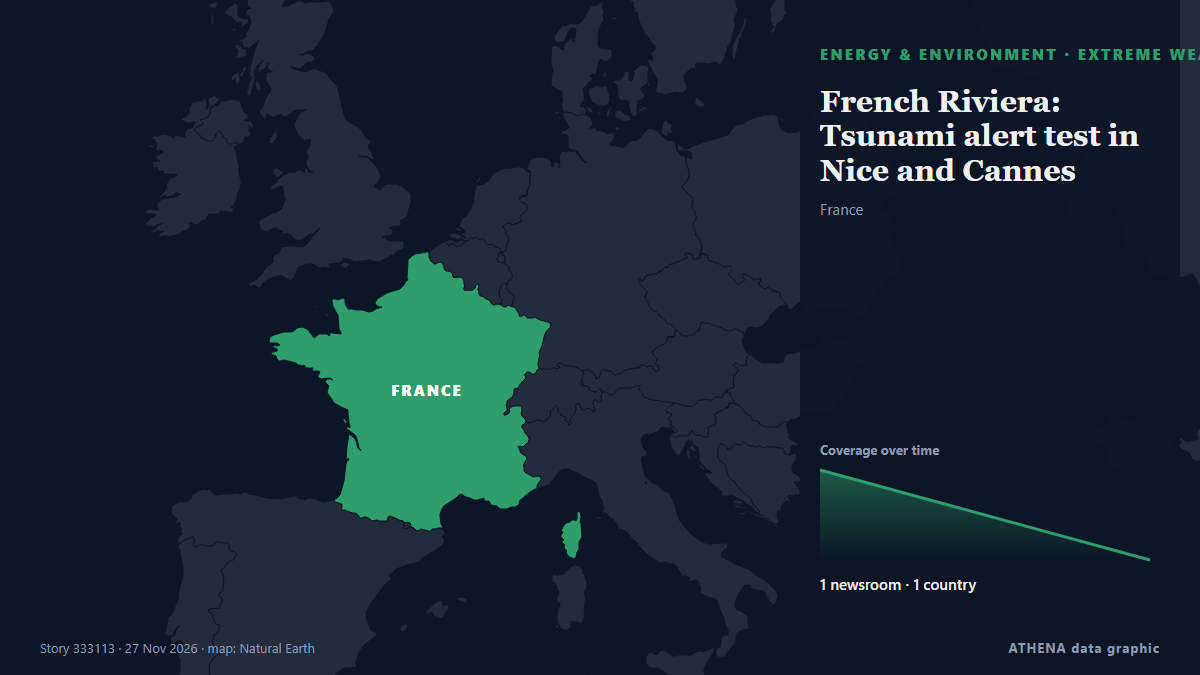 ENERGY & ENVIRONMENT · EXTREME WEA
French Riviera:
Tsunami alert test in
Nice and Cannes
France
FRANCE
Coverage over time
1 newsroom · 1 country
Story 333113 · 27 Nov 2026 · map: Natural Earth
ATHENA data graphic